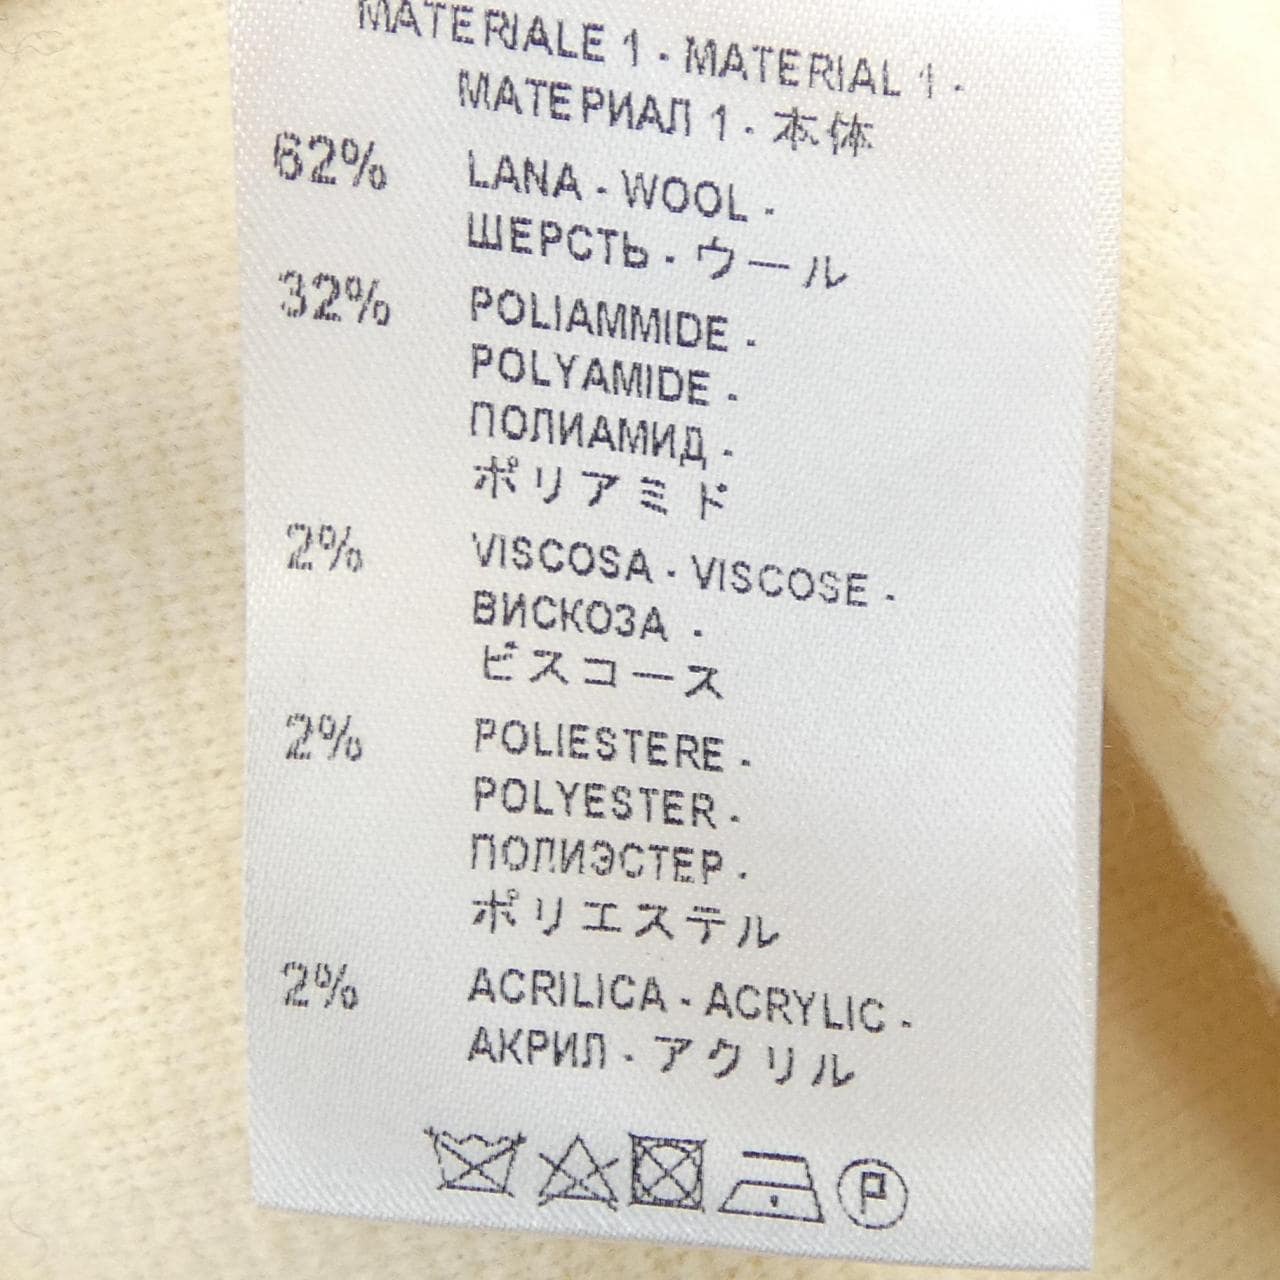 MATERIALE 1 - MATERIAL 1 -
МАТЕРИАЛ 1 - 本体
62% LANA - WOOL -
ШЕРСТЬ - ウール
32% POLIAMMIDE -
POLYAMIDE -
ПОЛИАМИД -
ポリアミド
2% VISCOSA - VISCOSE -
ВИСКОЗА -
ビスコース
2% POLIESTERE -
POLYESTER -
ПОЛИЭСТЕР -
ポリエステル
2% ACRILICA - ACRYLIC -
АКРИЛ - アクリル
P